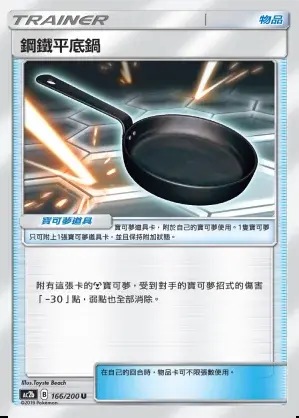 TRAINER
物品
鋼鐵平底鍋
寶可夢道具
寶可夢道具卡，附於自己的寶可夢使用。1隻寶可夢
只可附上1張寶可夢道具卡，並且保持附加狀態。
附有這張卡的寶可夢，受到對手的寶可夢招式的傷害
「-30」點，弱點也全部消除。
在自己的回合時，物品卡可不限張數使用。
Illus.Toyste Beach
AC2b B 166/200 U
©2019 Pokémon